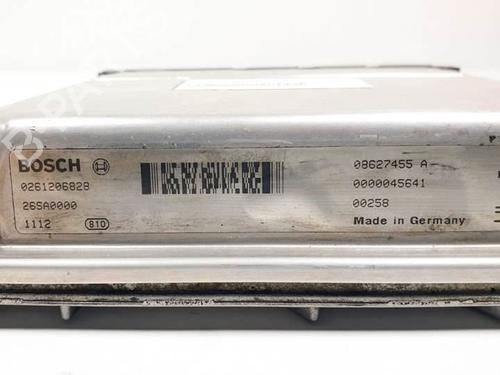 BOSCH
0261206828
26SA0000
1112 810
08627455 A
0000045641
00258
Made in Germany